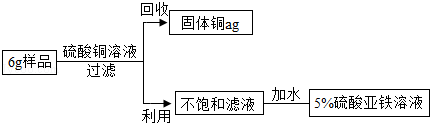 回收
固体铜ag
6g样品
硫酸铜溶液
过滤
利用
不饱和滤液
加水
5%硫酸亚铁溶液